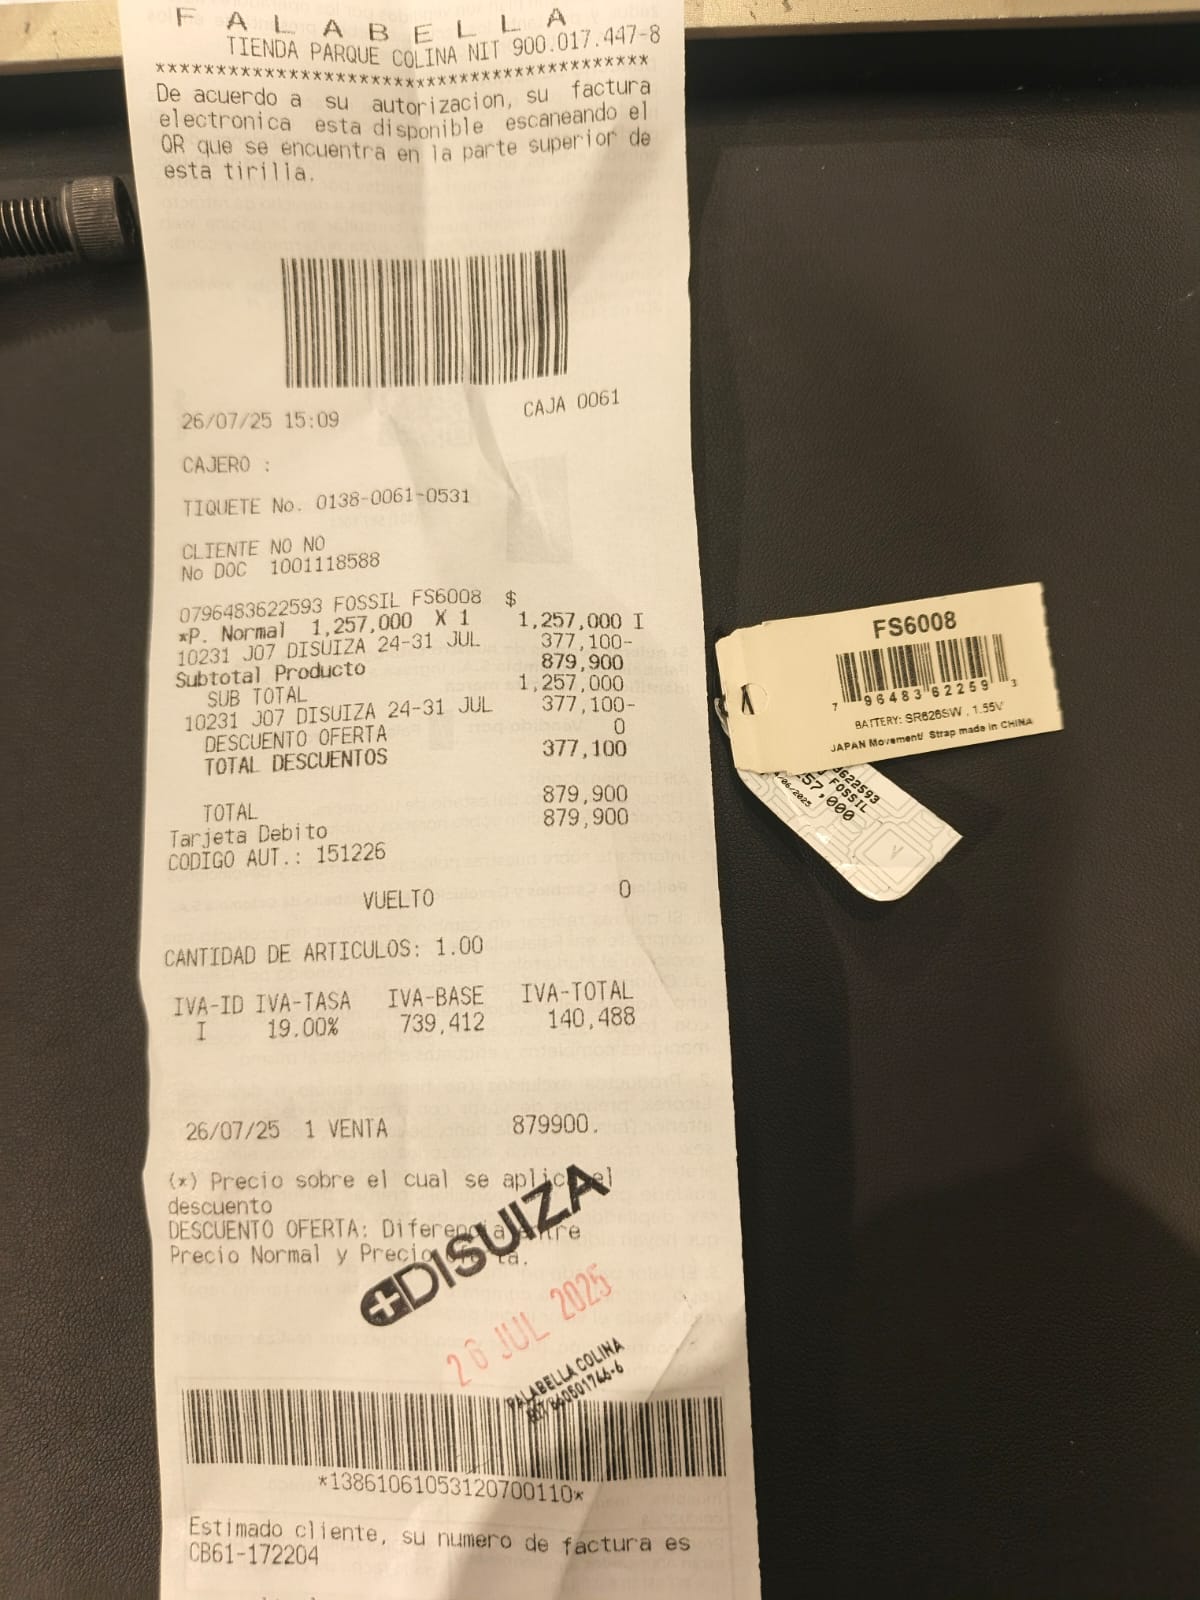 F A L A B E L L A
TIENDA PARQUE COLINA NIT 900.017.447-8
******************************************
De acuerdo a su autorizacion, su factura
electronica esta disponible escaneando el
QR que se encuentra en la parte superior de
esta tirilla.
26/07/25 15:09 CAJA 0061
CAJERO :
TIQUETE No. 0138-0061-0531
CLIENTE NO NO
No DOC 1001118588
0796483622593 FOSSIL FS6008 $
*P. Normal 1,257,000 X 1 1,257,000 I
10231 J07 DISUIZA 24-31 JUL 377,100-
Subtotal Producto 879,900
SUB TOTAL 1,257,000
10231 J07 DISUIZA 24-31 JUL 377,100-
DESCUENTO OFERTA 0
TOTAL DESCUENTOS 377,100
TOTAL 879,900
Tarjeta Debito 879,900
CODIGO AUT.: 151226
VUELTO 0
CANTIDAD DE ARTICULOS: 1.00
IVA-ID IVA-TASA IVA-BASE IVA-TOTAL
I 19.00% 739,412 140,488
26/07/25 1 VENTA 879900.
(*) Precio sobre el cual se aplica el
descuento
DESCUENTO OFERTA: Diferencia entre
Precio Normal y Precio
DISUIZA
26 JUL 2025
FALABELLA COLINA
*13861061053120700110*
Estimado cliente, su numero de factura es
CB61-172204
FS6008
7 96483 62259 3
BATTERY: SR626SW , 1.55V
JAPAN Movement/ Strap made in CHINA
3622593
FOSSIL
57,000
/06/2025